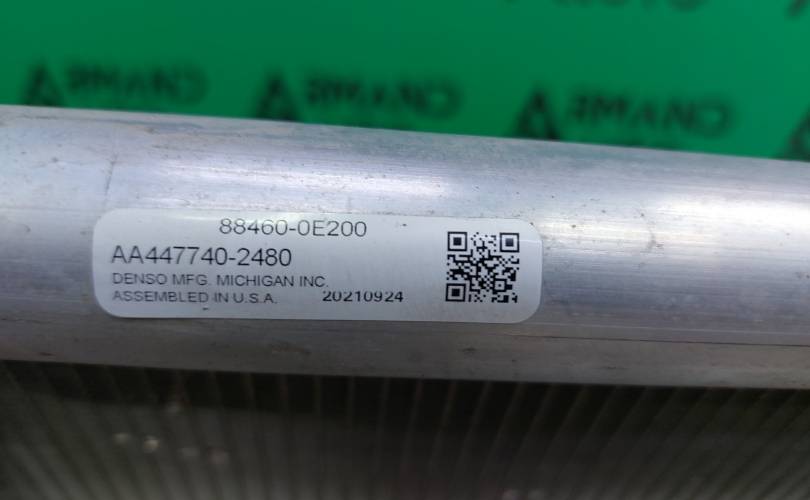 88460-0E200
AA447740-2480
DENSO MFG. MICHIGAN INC.
ASSEMBLED IN U.S.A. 20210924